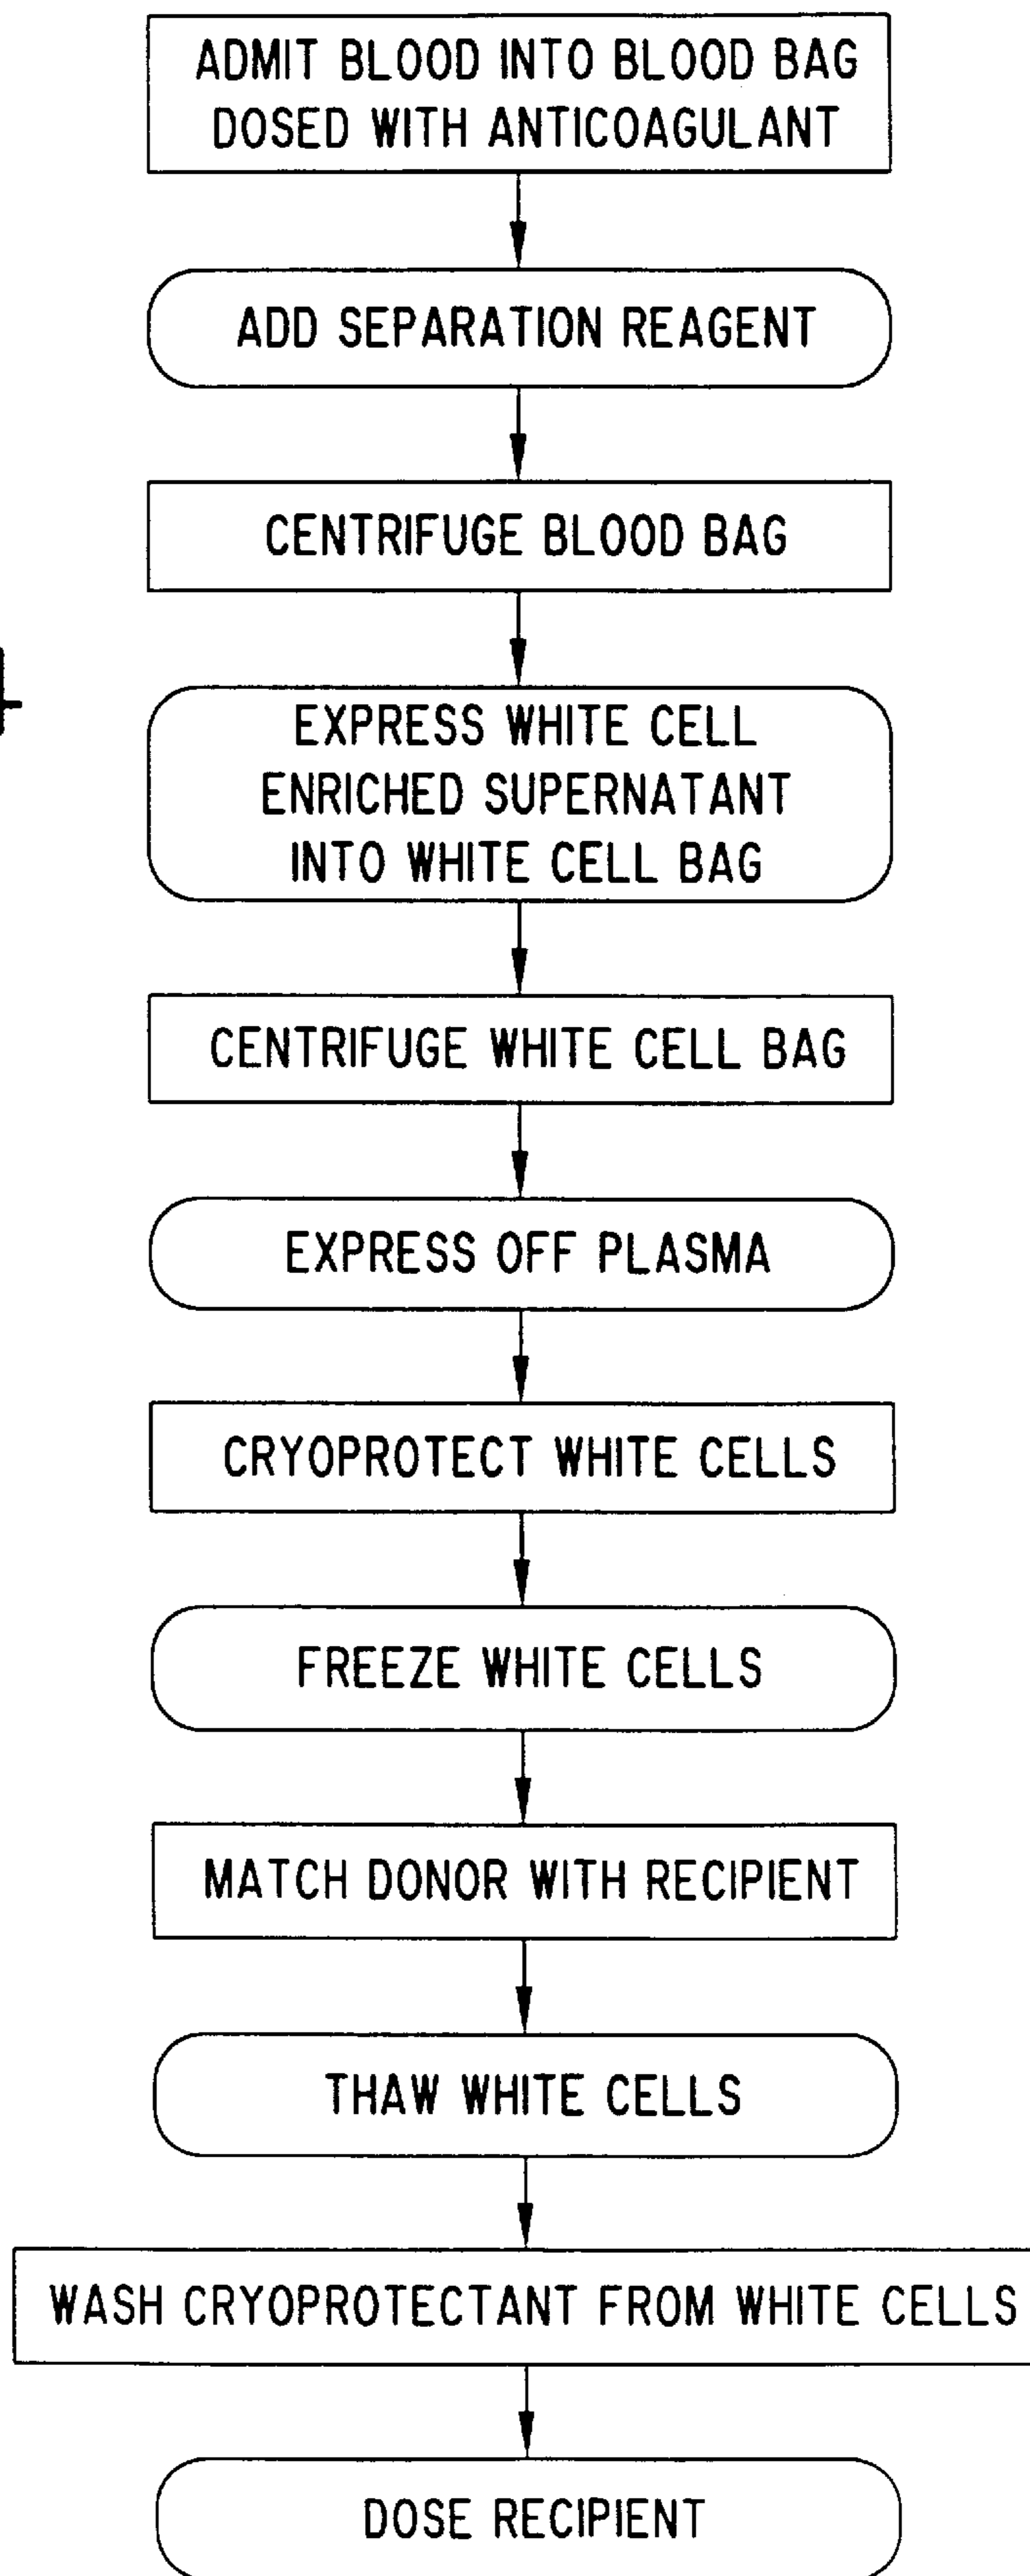 ADMIT BLOOD INTO BLOOD BAG
DOSED WITH ANTICOAGULANT
ADD SEPARATION REAGENT
CENTRIFUGE BLOOD BAG
EXPRESS WHITE CELL
ENRICHED SUPERNATANT
INTO WHITE CELL BAG
CENTRIFUGE WHITE CELL BAG
EXPRESS OFF PLASMA
CRYOPROTECT WHITE CELLS
FREEZE WHITE CELLS
MATCH DONOR WITH RECIPIENT
THAW WHITE CELLS
WASH CRYOPROTECTANT FROM WHITE CELLS
DOSE RECIPIENT